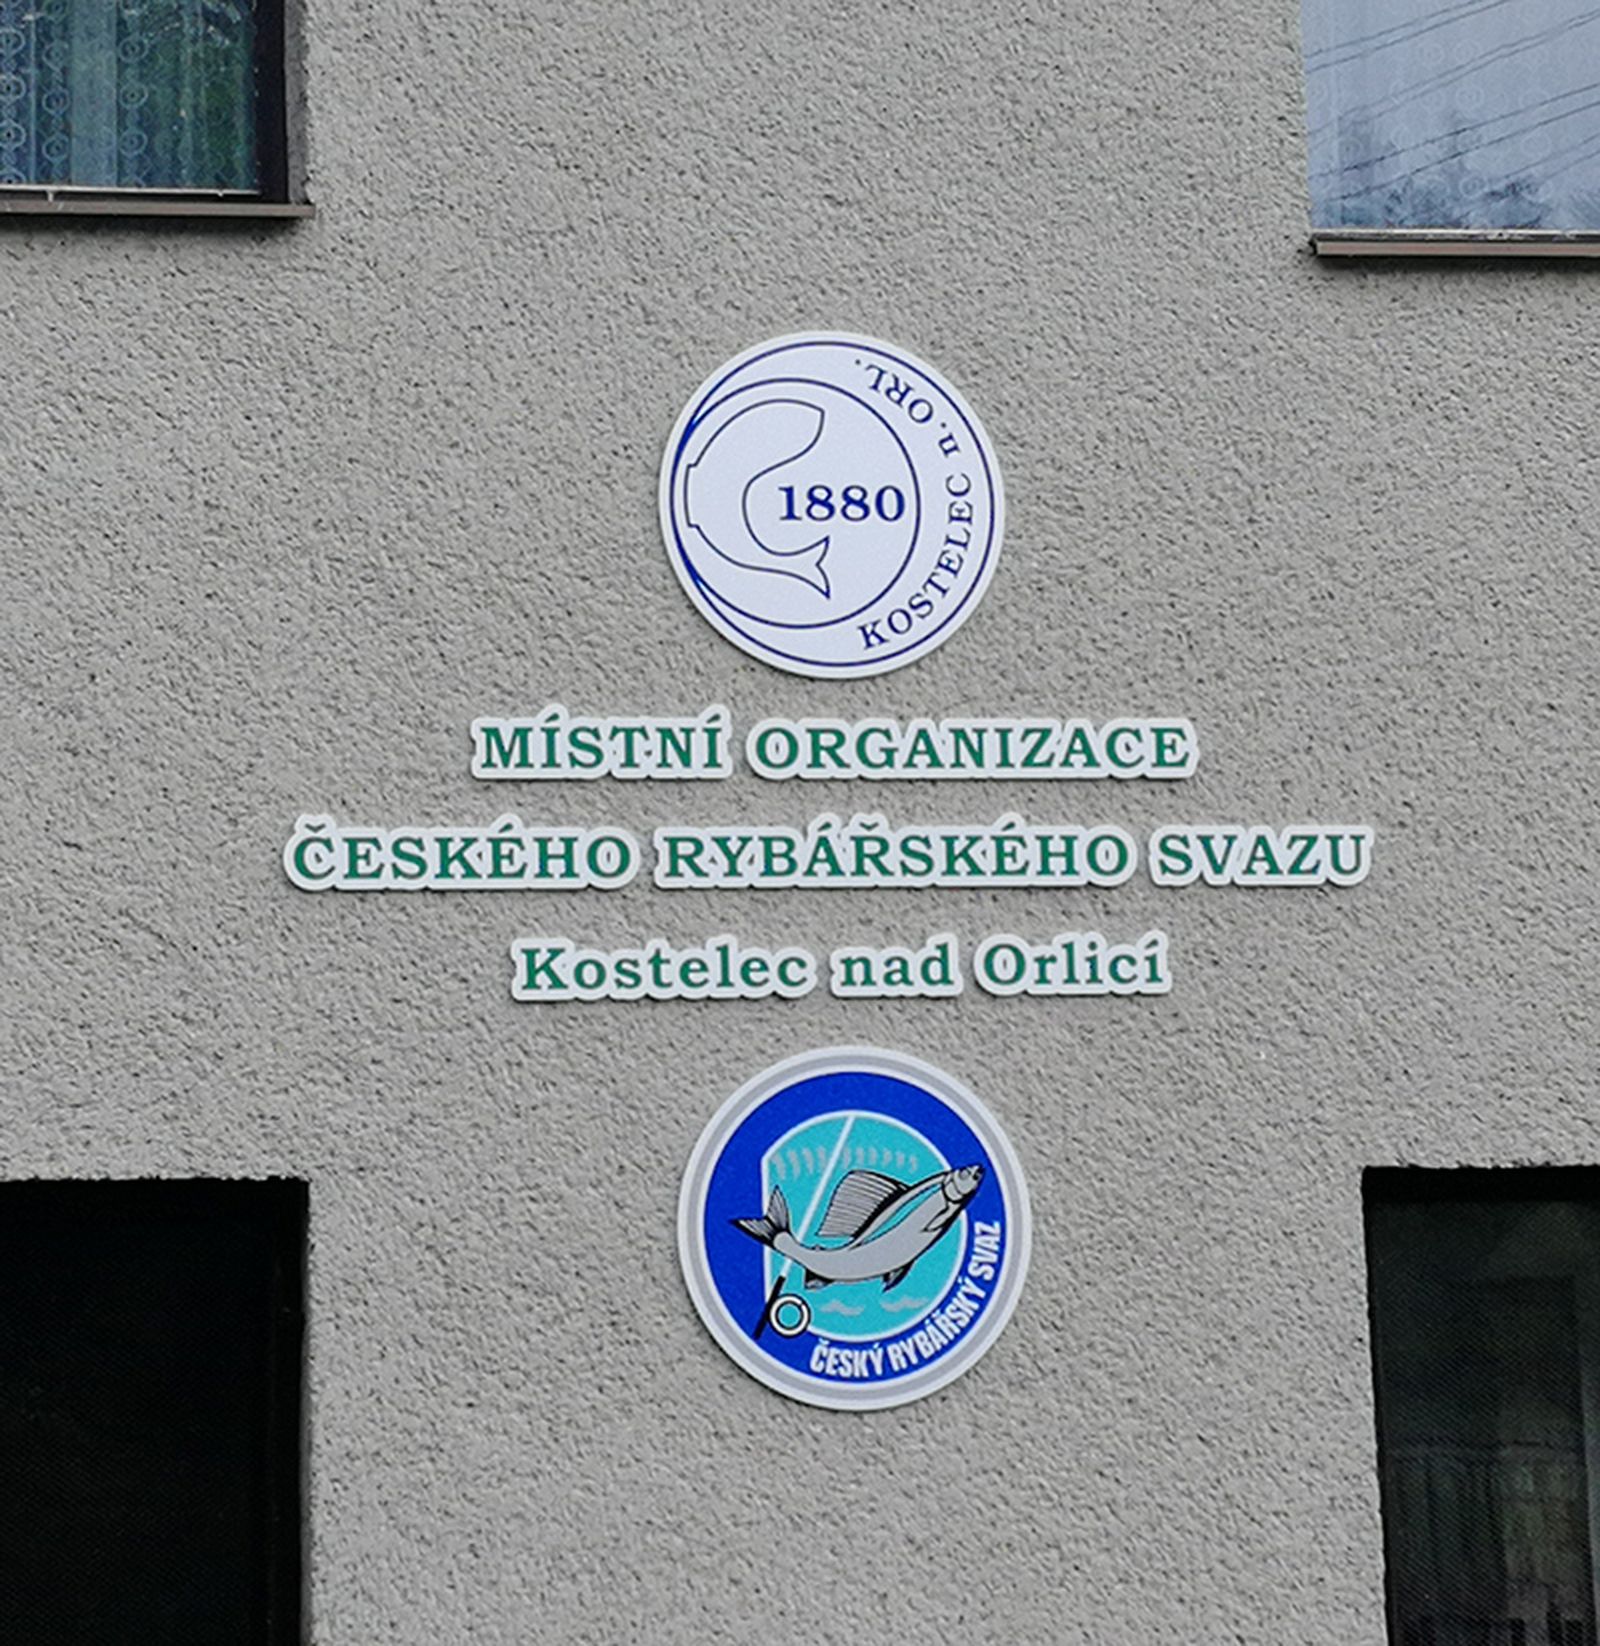 KOSTELEC n. ORL.
1880
MÍSTNÍ ORGANIZACE
ČESKÉHO RYBÁŘSKÉHO SVAZU
Kostelec nad Orlicí
ČESKÝ RYBÁŘSKÝ SVAZ